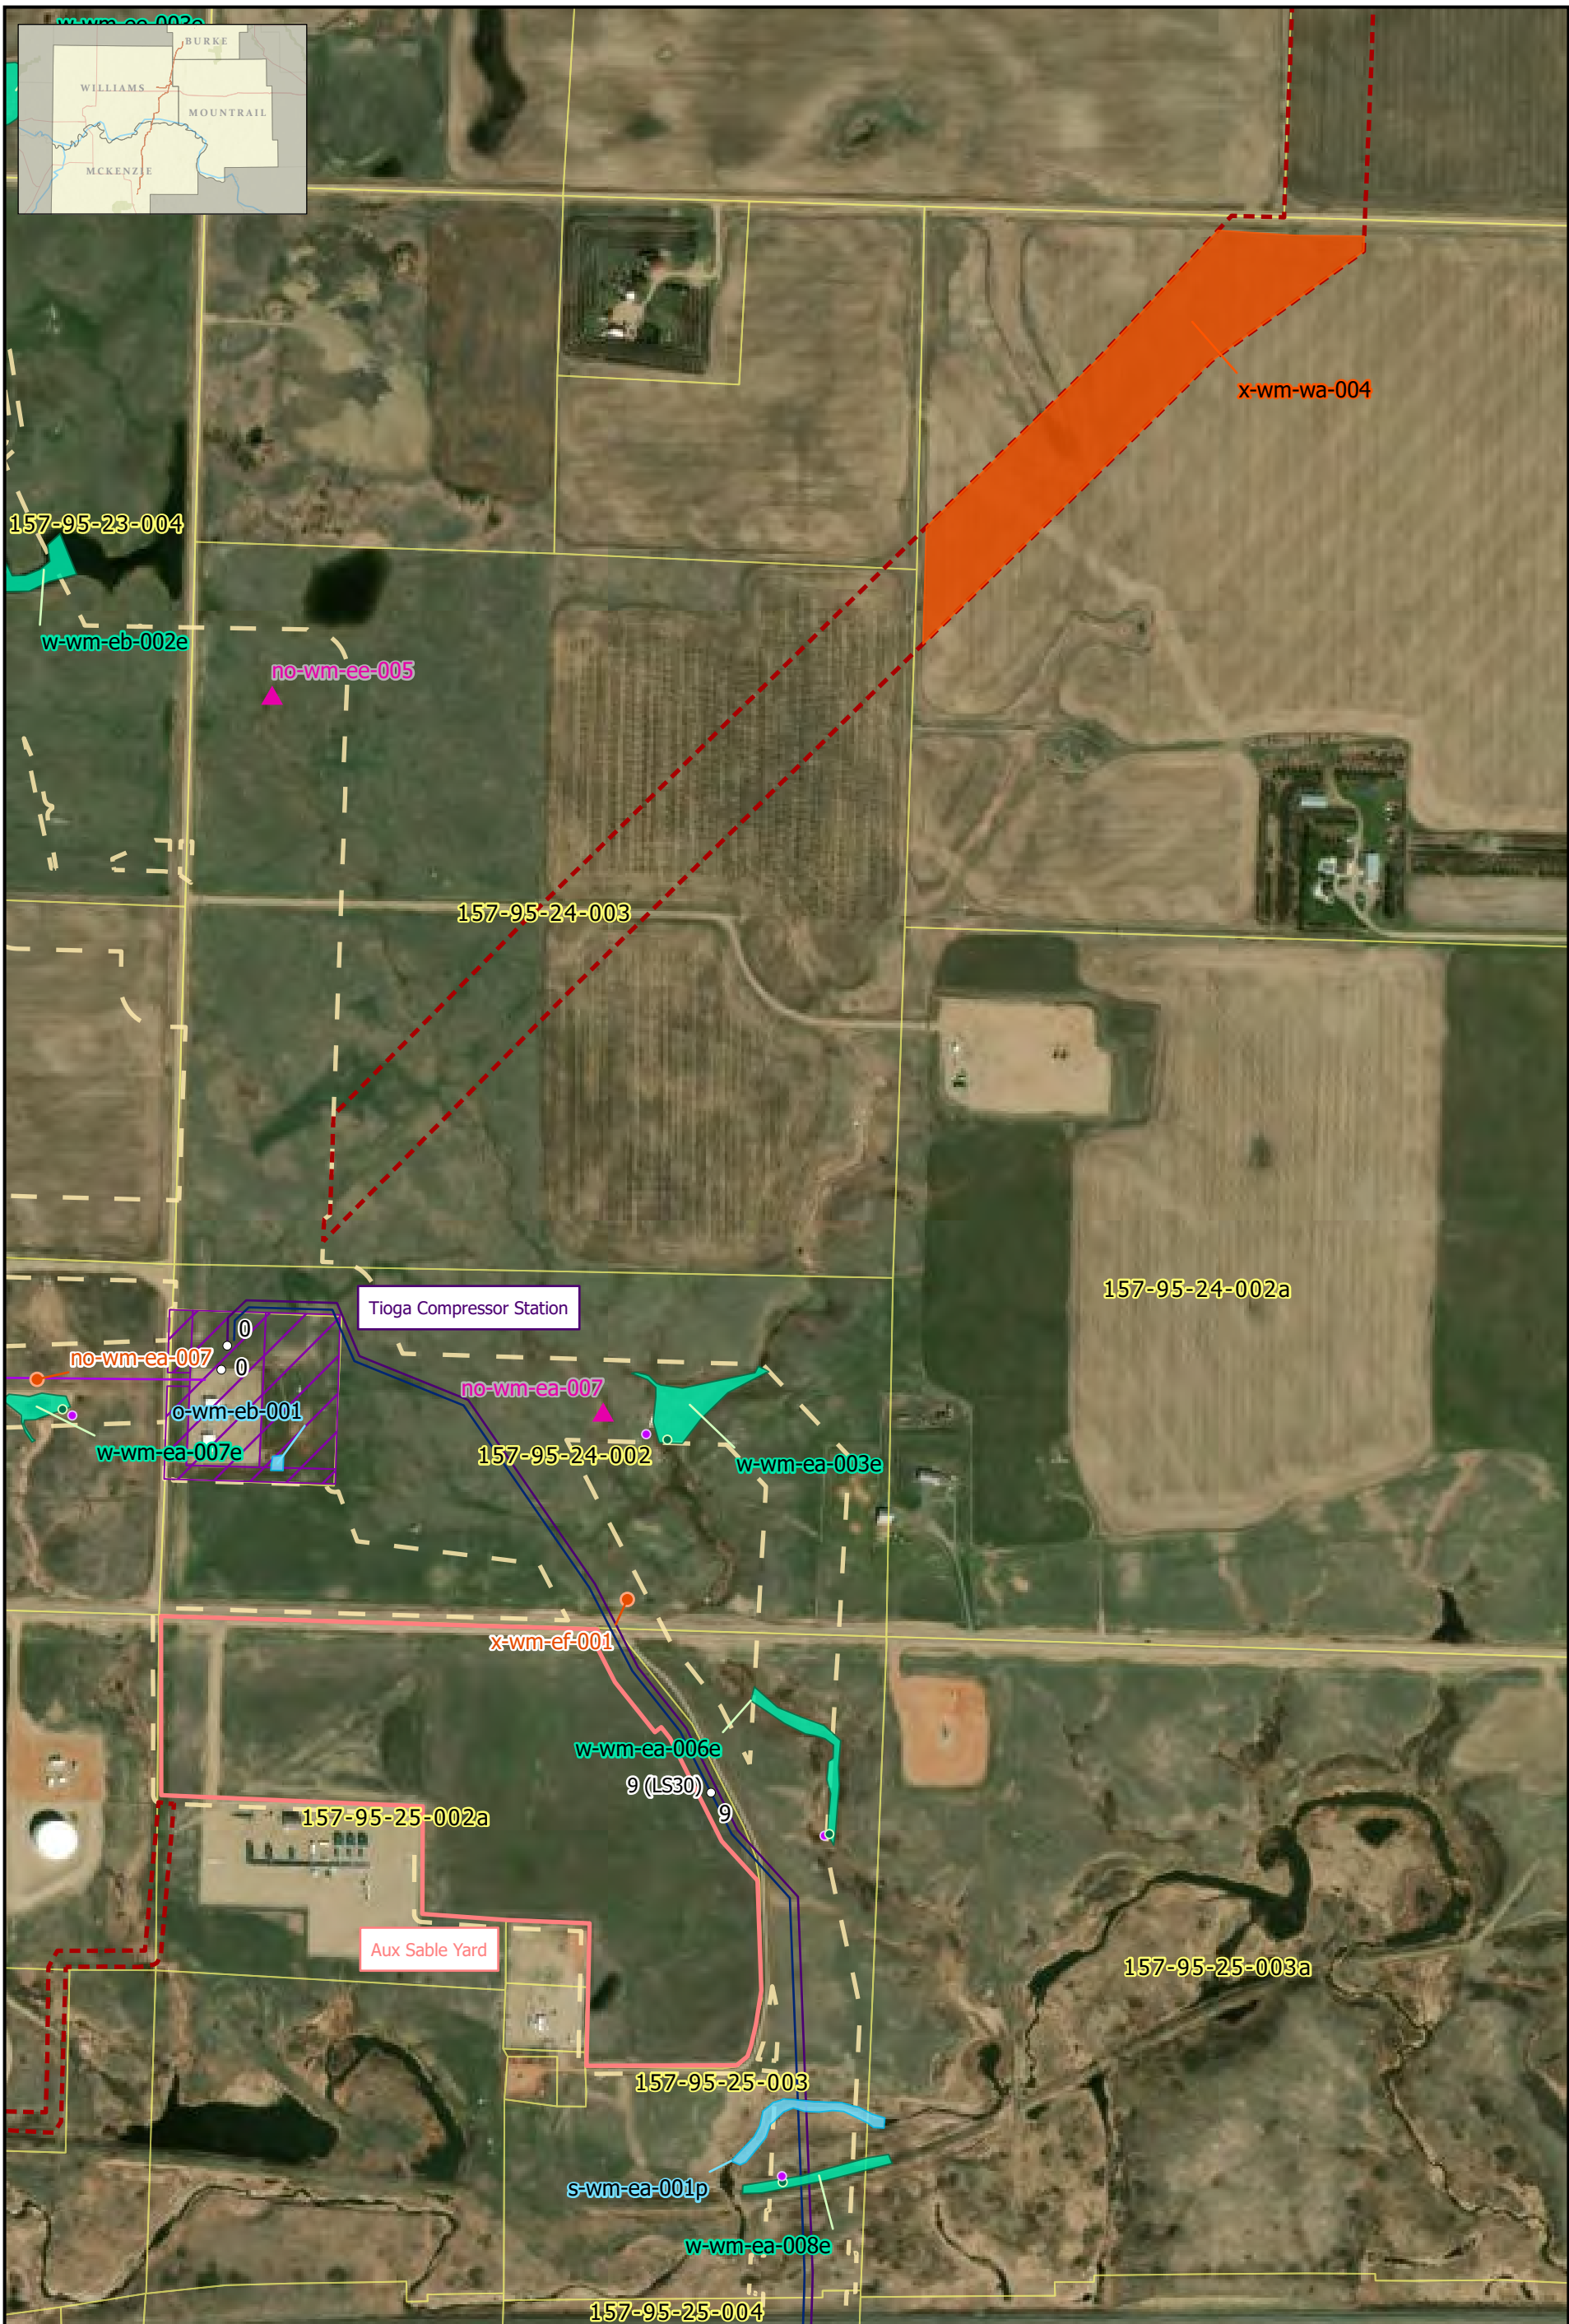 w-wm-ee-003e
BURKE
WILLIAMS
MOUNTRAIL
MCKENZIE
x-wm-wa-004
157-95-23-004
w-wm-eb-002e
no-wm-ee-005
157-95-24-003
157-95-24-002a
Tioga Compressor Station
0
0
no-wm-ea-007
o-wm-eb-001
w-wm-ea-007e
no-wm-ea-007
157-95-24-002
w-wm-ea-003e
x-wm-ef-001
w-wm-ea-006e
9 (LS30)
9
157-95-25-002a
Aux Sable Yard
157-95-25-003a
157-95-25-003
s-wm-ea-001p
w-wm-ea-008e
157-95-25-004